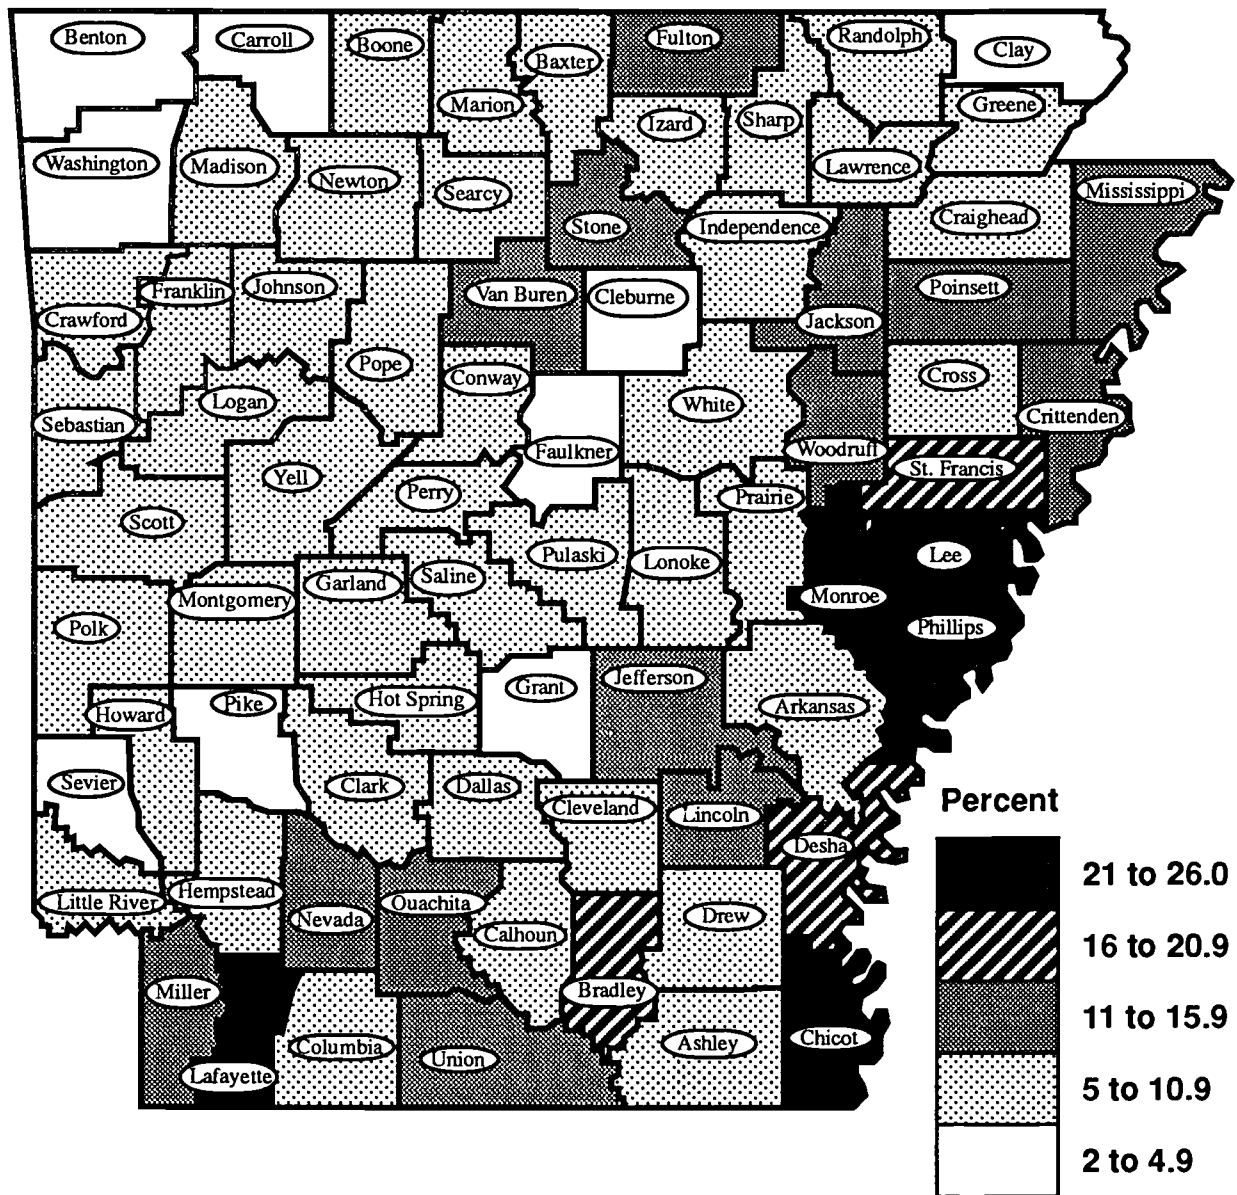 Benton
Carroll
Boone
Fulton
Randolph
Clay
Baxter
Marion
Izard
Sharp
Greene
Washington
Madison
Newton
Searcy
Lawrence
Mississippi
Stone
Independence
Craighead
Franklin
Johnson
Van Buren
Cleburne
Poinsett
Crawford
Jackson
Pope
Conway
Cross
Logan
White
Sebastian
Crittenden
Faulkner
Woodruff
St. Francis
Yell
Perry
Prairie
Scott
Pulaski
Lonoke
Lee
Garland
Saline
Montgomery
Monroe
Polk
Phillips
Jefferson
Grant
Pike
Hot Spring
Howard
Arkansas
Sevier
Clark
Dallas
Cleveland
Lincoln
Desha
Little River
Hempstead
Nevada
Ouachita
Calhoun
Drew
Miller
Bradley
Columbia
Union
Ashley
Chicot
Lafayette
Percent
21 to 26.0
16 to 20.9
11 to 15.9
5 to 10.9
2 to 4.9